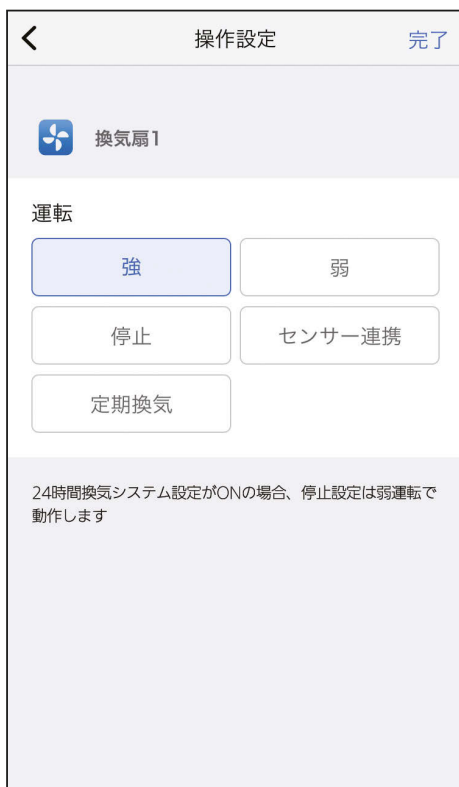 操作設定 完了
換気扇1
運転
強 弱
停止 センサー連携
定期換気
24時間換気システム設定がONの場合、停止設定は弱運転で
動作します